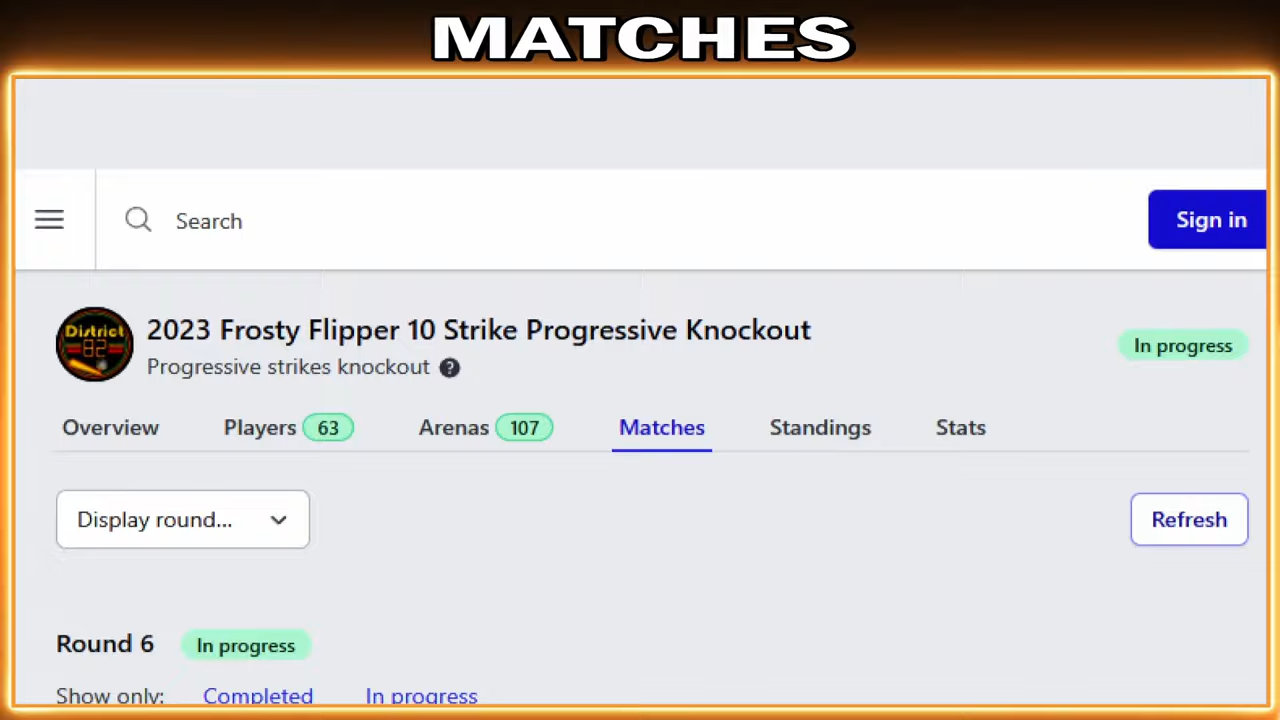 MATCHES
Search
Sign in
District
82
2023 Frosty Flipper 10 Strike Progressive Knockout
In progress
Progressive strikes knockout ?
Overview Players 63 Arenas 107 Matches Standings Stats
Display round... Refresh
Round 6 In progress
Show only: Completed In progress